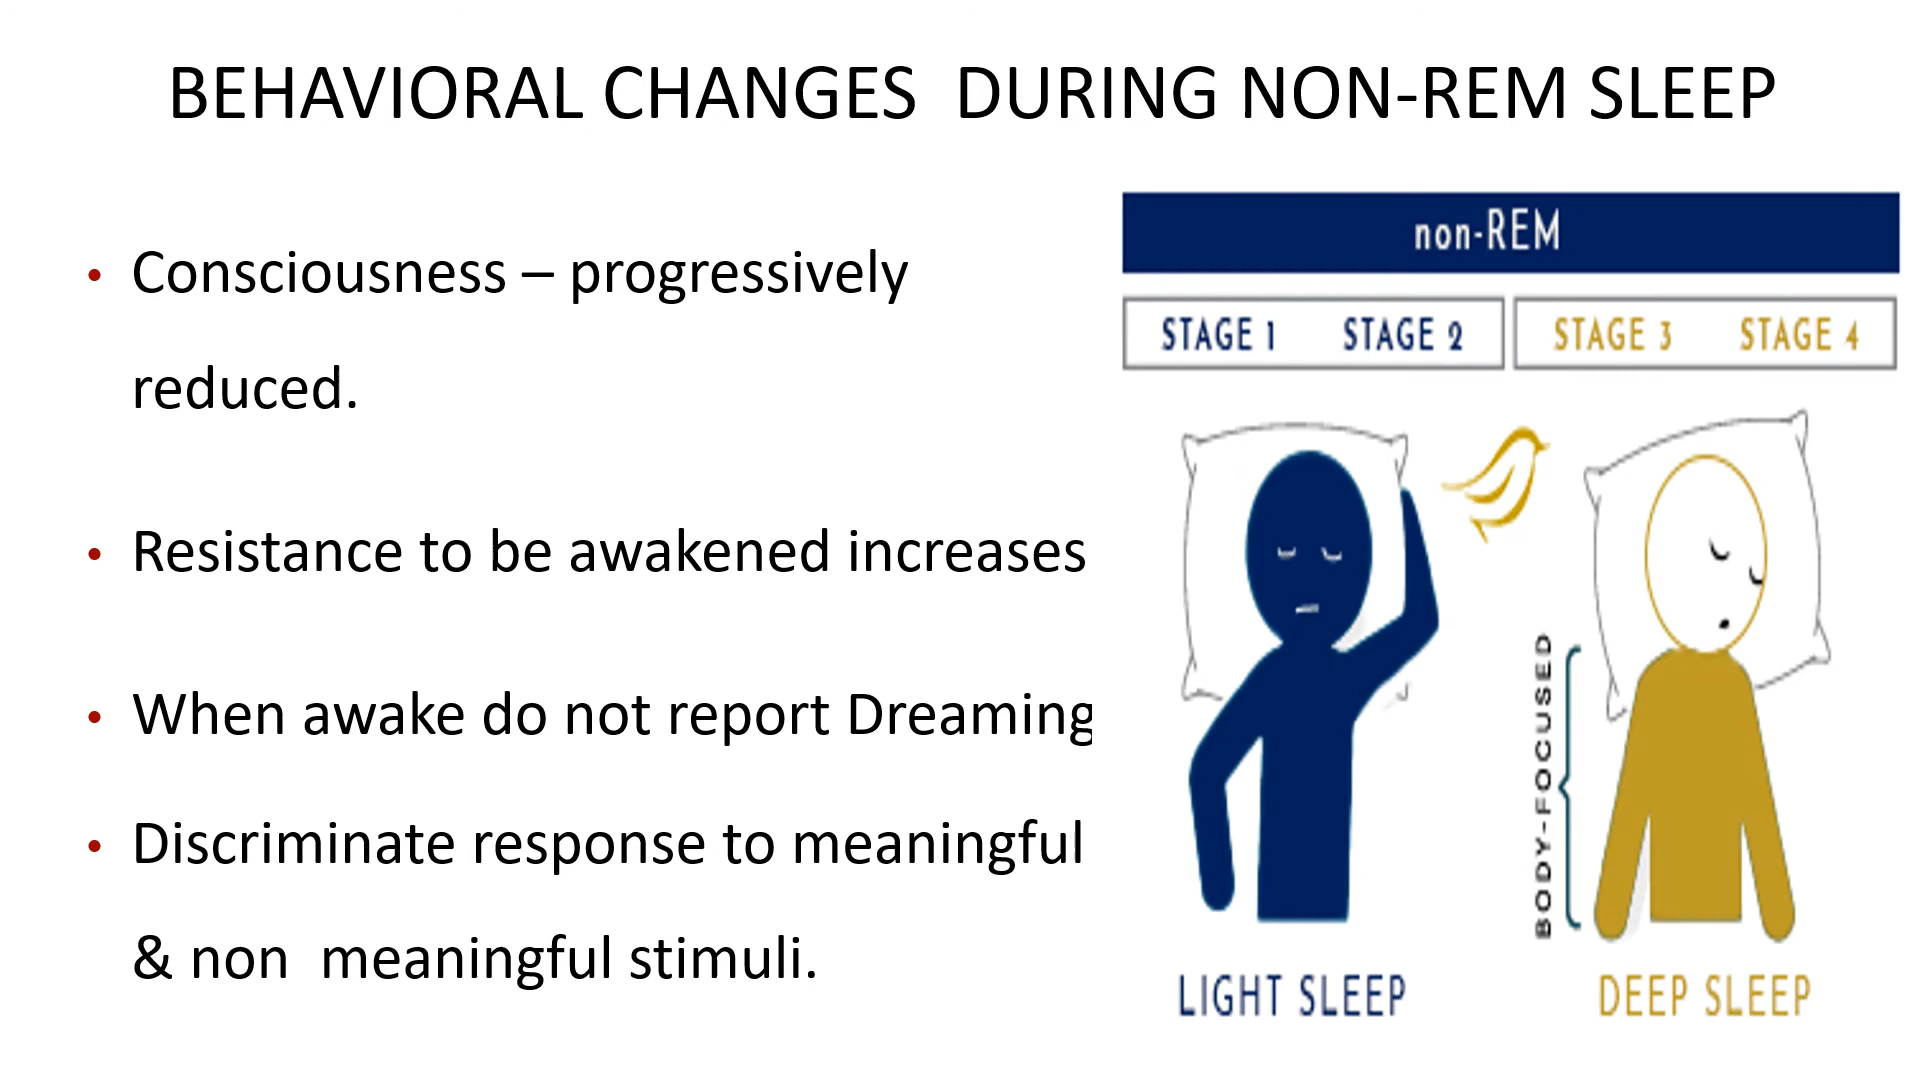 BEHAVIORAL CHANGES  DURING NON-REM SLEEP
• Consciousness – progressively
reduced.
• Resistance to be awakened increases
• When awake do not report Dreaming
• Discriminate response to meaningful
& non  meaningful stimuli.
non-REM
STAGE 1 STAGE 2 STAGE 3 STAGE 4
BODY-FOCUSED
LIGHT SLEEP DEEP SLEEP